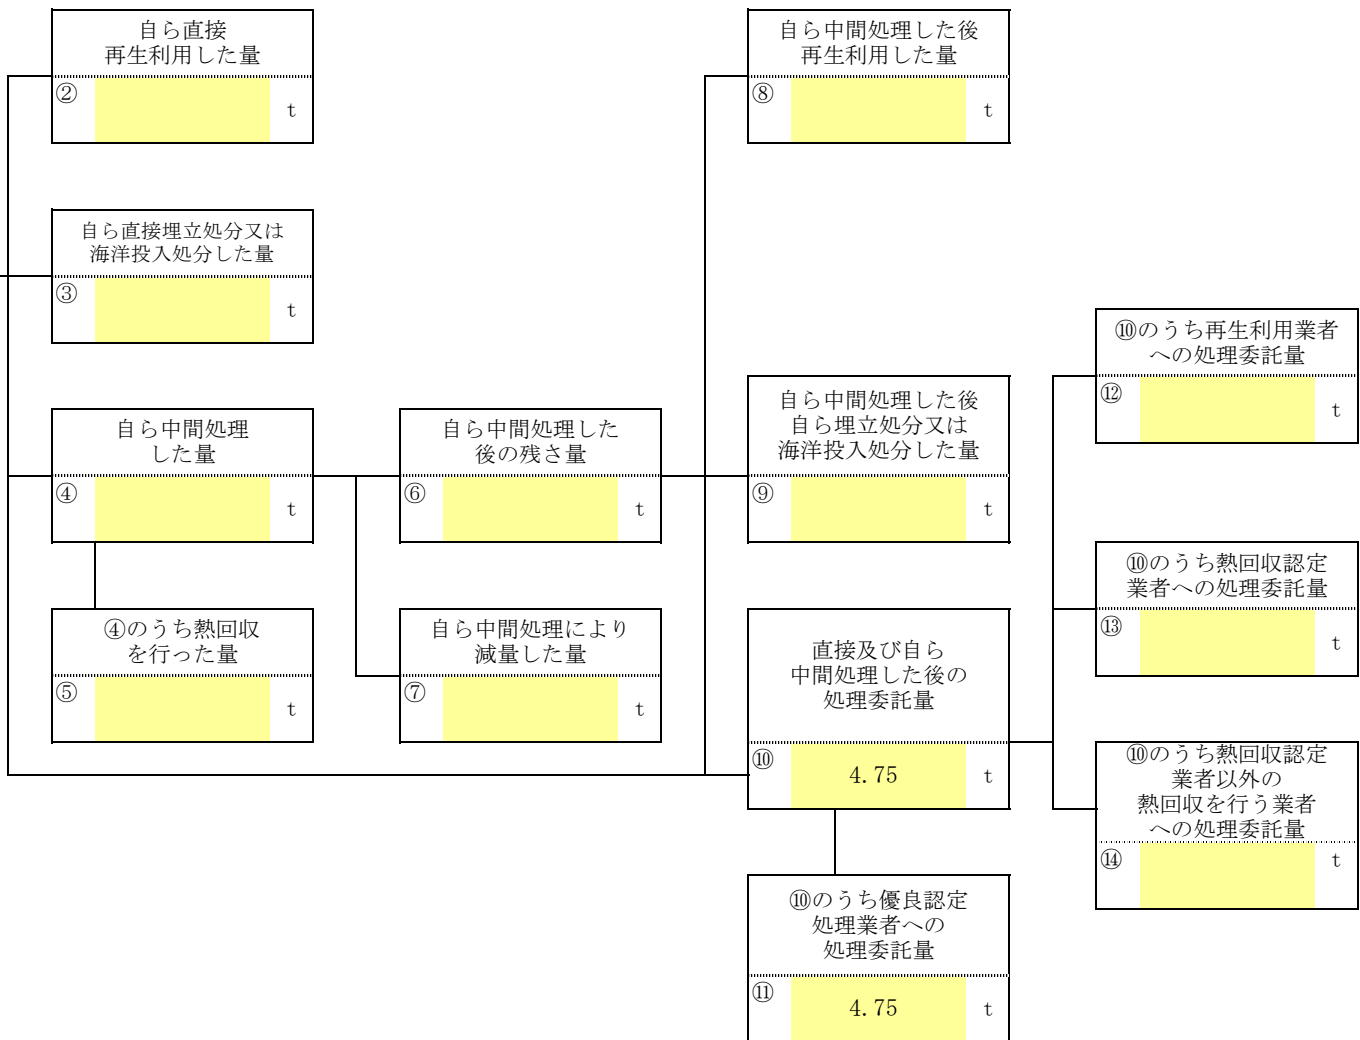 自ら直接
再生利用した量
②
t
自ら直接埋立処分又は
海洋投入処分した量
③
t
自ら中間処理
した量
④
t
④のうち熱回収
を行った量
⑤
t
自ら中間処理した
後の残さ量
⑥
t
自ら中間処理により
減量した量
⑦
t
自ら中間処理した後
再生利用した量
⑧
t
自ら中間処理した後
自ら埋立処分又は
海洋投入処分した量
⑨
t
直接及び自ら
中間処理した後の
処理委託量
⑩
4.75 t
⑩のうち優良認定
処理業者への
処理委託量
⑪
4.75 t
⑩のうち再生利用業者
への処理委託量
⑫
t
⑩のうち熱回収認定
業者への処理委託量
⑬
t
⑩のうち熱回収認定
業者以外の
熱回収を行う業者
への処理委託量
⑭
t